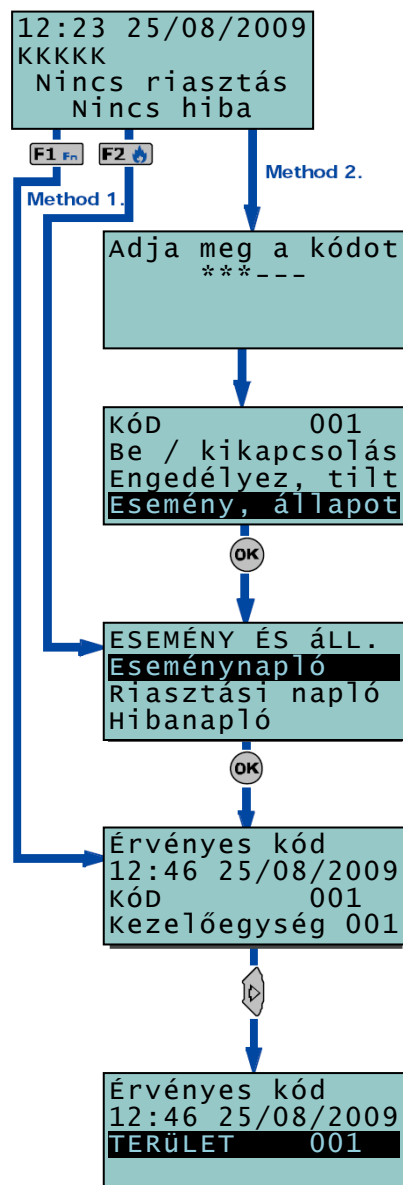 12:23 25/08/2009
KKKKK
Nincs riasztás
Nincs hiba
F1 Fn F2
Method 1.
Method 2.
Adja meg a kódot
***---
KÓD 001
Be / kikapcsolás
Engedélyez, tilt
Esemény, állapot
OK
ESEMÉNY ÉS áLL.
Eseménynapló
Riasztási napló
Hibanapló
OK
Érvényes kód
12:46 25/08/2009
KÓD 001
Kezelőegység 001
Érvényes kód
12:46 25/08/2009
TERüLET 001